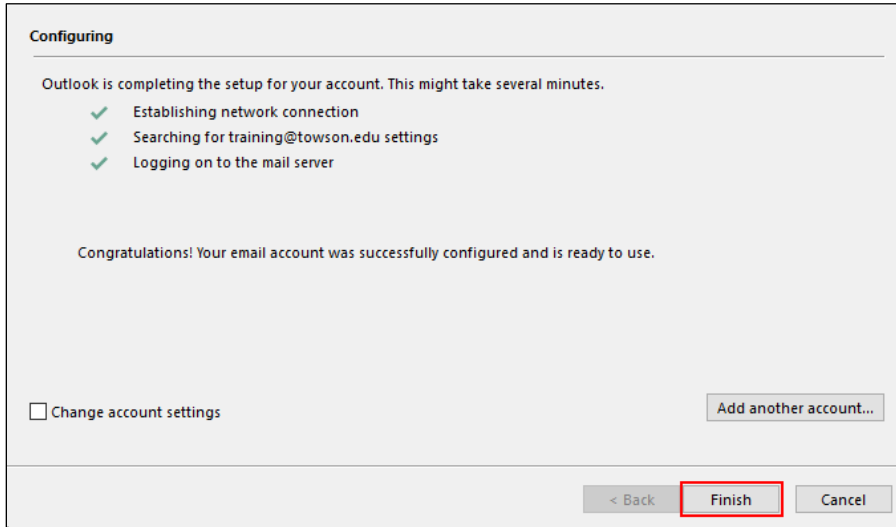 Configuring
Outlook is completing the setup for your account. This might take several minutes.
Establishing network connection
Searching for training@towson.edu settings
Logging on to the mail server
Congratulations! Your email account was successfully configured and is ready to use.
Change account settings
Add another account...
< Back
Finish
Cancel